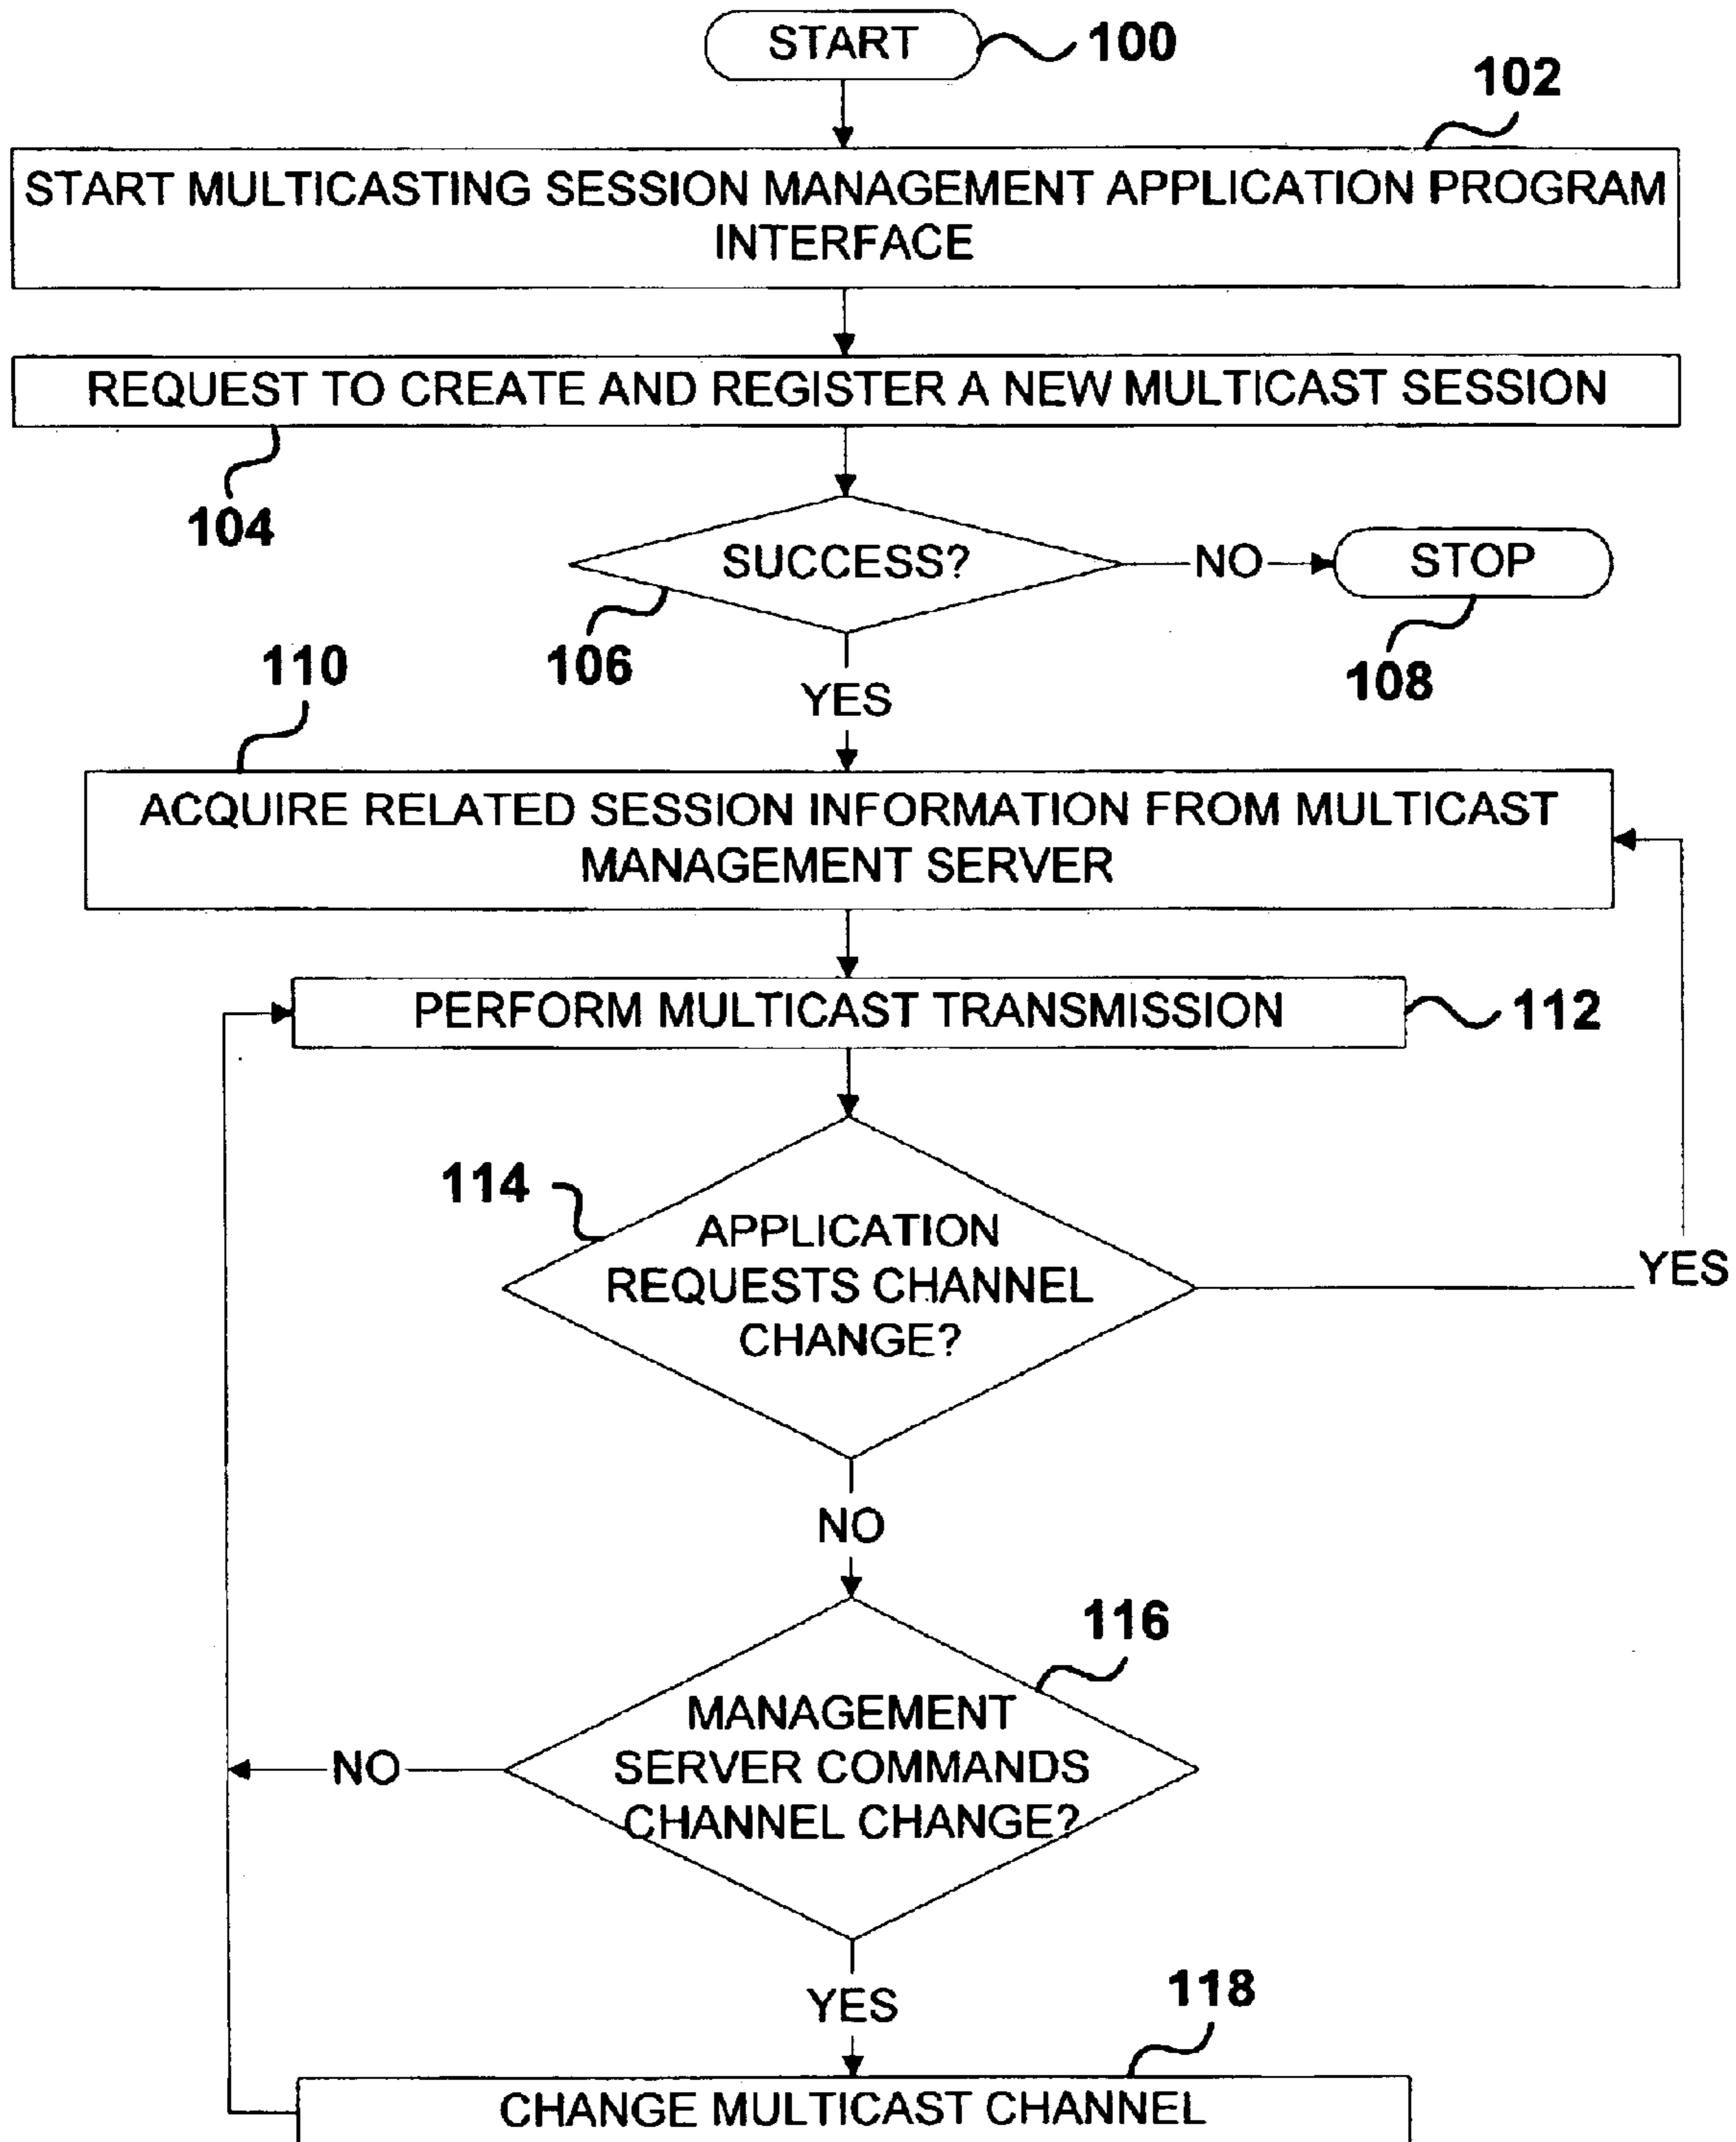 START
100
102
START MULTICASTING SESSION MANAGEMENT APPLICATION PROGRAM
INTERFACE
REQUEST TO CREATE AND REGISTER A NEW MULTICAST SESSION
104
SUCCESS?
NO
STOP
106
108
110
YES
ACQUIRE RELATED SESSION INFORMATION FROM MULTICAST
MANAGEMENT SERVER
PERFORM MULTICAST TRANSMISSION
112
114
APPLICATION
REQUESTS CHANNEL
CHANGE?
YES
NO
116
MANAGEMENT
SERVER COMMANDS
CHANNEL CHANGE?
NO
YES
118
CHANGE MULTICAST CHANNEL